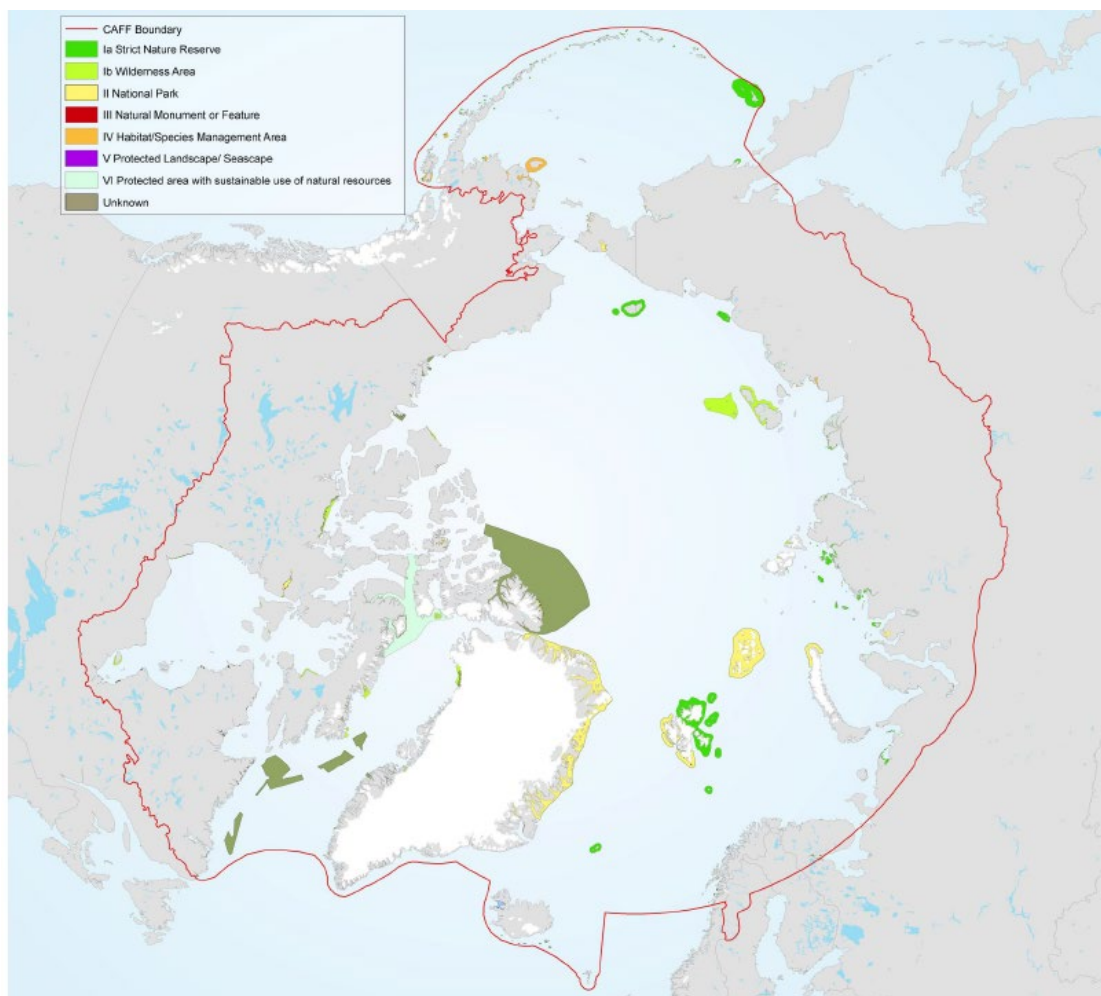 CAFF Boundary
Ia Strict Nature Reserve
Ib Wilderness Area
II National Park
III Natural Monument or Feature
IV Habitat/Species Management Area
V Protected Landscape/ Seascape
VI Protected area with sustainable use of natural resources
Unknown